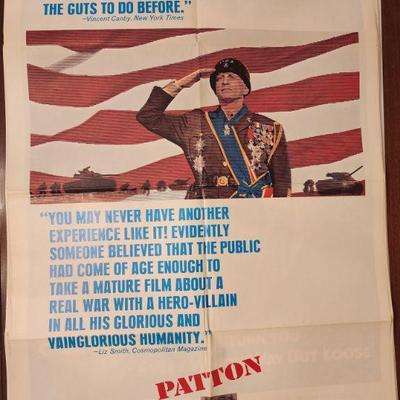 THE GUTS TO DO BEFORE."
—Vincent Canby, New York Times
"YOU MAY NEVER HAVE ANOTHER
EXPERIENCE LIKE IT! EVIDENTLY
SOMEONE BELIEVED THAT THE PUBLIC
HAD COME OF AGE ENOUGH TO
TAKE A MATURE FILM ABOUT A
REAL WAR WITH A HERO-VILLAIN
IN ALL HIS GLORIOUS AND
VAINGLORIOUS HUMANITY."
—Liz Smith, Cosmopolitan Magazine
PATTON